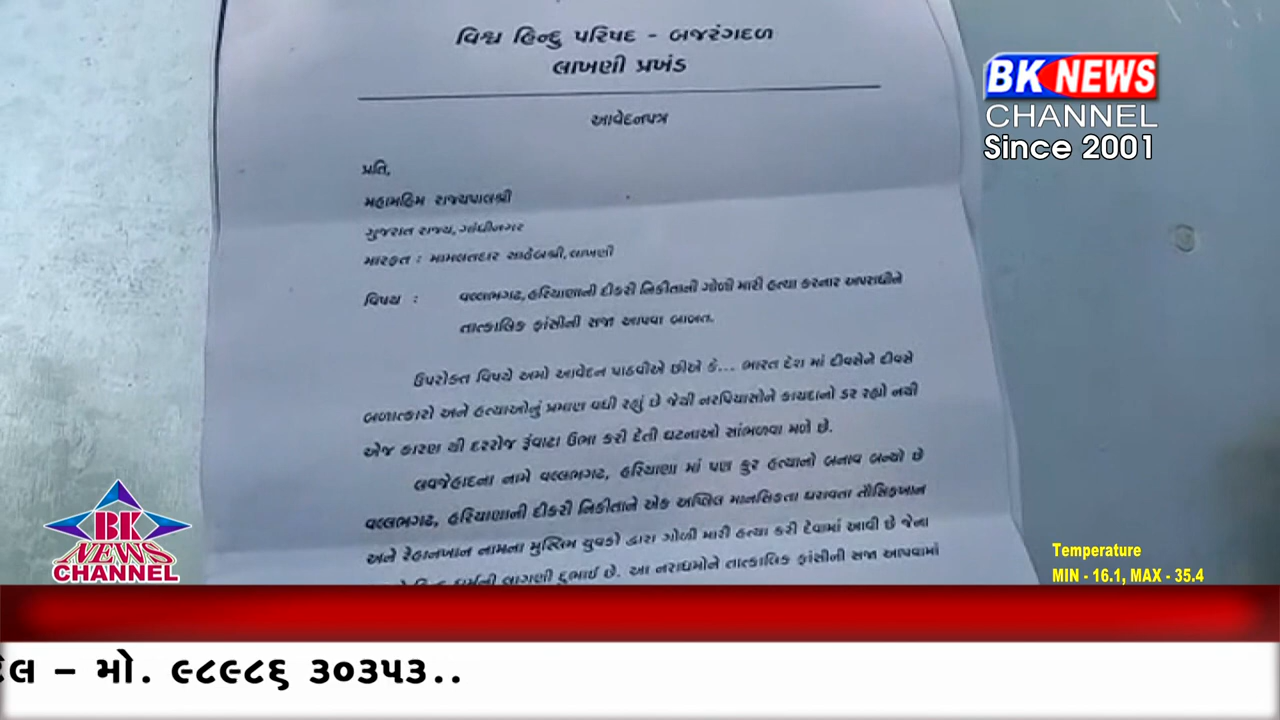 વિશ્વ હિન્દુ પરિષદ - બજરંગદળ
લાખણી પ્રખંડ
આવેદનપત્ર
પ્રતિ,
મહામહિમ રાજ્યપાલશ્રી
ગુજરાત રાજ્ય, ગાંધીનગર
મારફત : મામલતદાર સાહેબશ્રી, લાખણી
વિષય : વલ્લભગઢ, હરિયાણાની દીકરી નિકીતાની ગોળી મારી હત્યા કરનાર અપરાધીને
તાત્કાલિક ફાંસીની સજા આપવા બાબત.
ઉપરોક્ત વિષયે અમો આવેદન પાઠવીએ છીએ કે... ભારત દેશ માં દીવસેને દીવસે
બળાત્કારો અને હત્યાઓનું પ્રમાણ વધી રહ્યું છે જેથી નરપિયાસોને કાયદાનો ડર રહ્યો નથી
એજ કારણ થી દરરોજ રૂંવાટા ઉભા કરી દેતી ઘટનાઓ સાંભળવા મળે છે.
લવજેહાદના નામે વલ્લભગઢ, હરિયાણા માં પણ કુર હત્યાનો બનાવ બન્યો છે
વલ્લભગઢ, હરિયાણાની દીકરી નિકીતાને એક માનસિકતા ધરાવતા તૌસિફખાન
અને રેહાનખાન નામના મુસ્લિમ યુવકો દ્વારા ગોળી મારી હત્યા કરી દેવામાં આવી છે જેના
ધર્મની લાગણી દુભાઈ છે. આ નરાધમોને તાત્કાલિક ફાંસીની સજા આપવામાં
BK NEWS
CHANNEL
Since 2001
BK
NEWS
CHANNEL
Temperature
MIN - 16.1, MAX - 35.4
લ – મો. ૯૮૯૮૬ ૩૦૩૫૩..